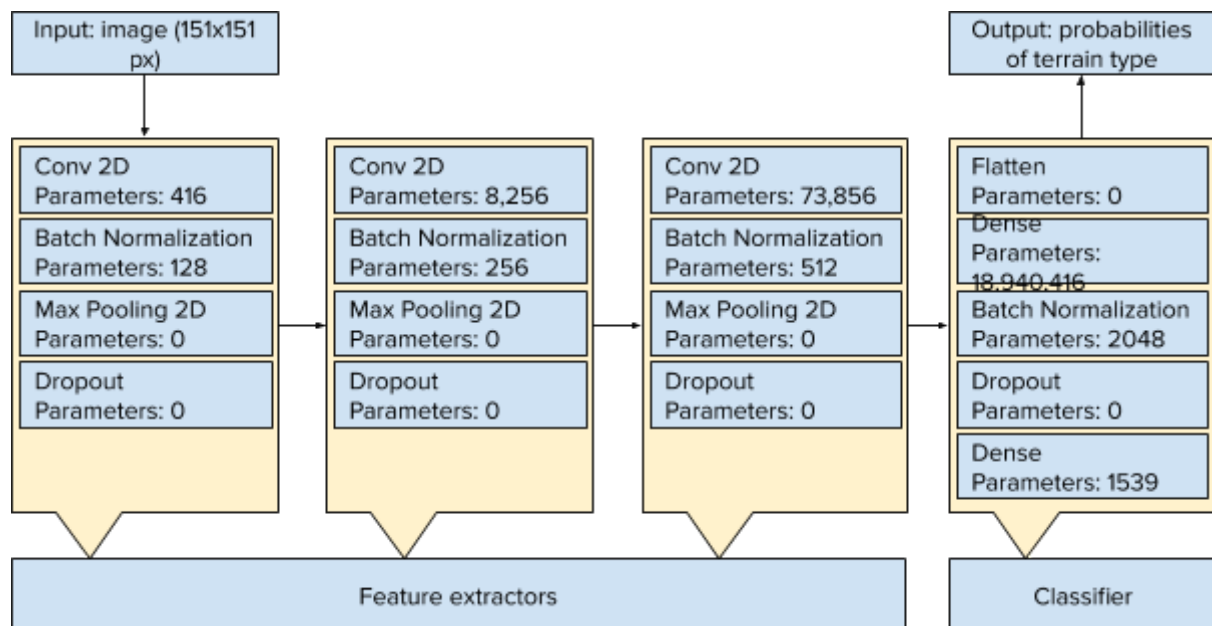 Input: image (151x151
px)
Conv 2D
Parameters: 416
Batch Normalization
Parameters: 128
Max Pooling 2D
Parameters: 0
Dropout
Parameters: 0
Conv 2D
Parameters: 8,256
Batch Normalization
Parameters: 256
Max Pooling 2D
Parameters: 0
Dropout
Parameters: 0
Conv 2D
Parameters: 73,856
Batch Normalization
Parameters: 512
Max Pooling 2D
Parameters: 0
Dropout
Parameters: 0
Feature extractors
Output: probabilities
of terrain type
Flatten
Parameters: 0
Dense
Parameters:
18,940,416
Batch Normalization
Parameters: 2048
Dropout
Parameters: 0
Dense
Parameters: 1539
Classifier